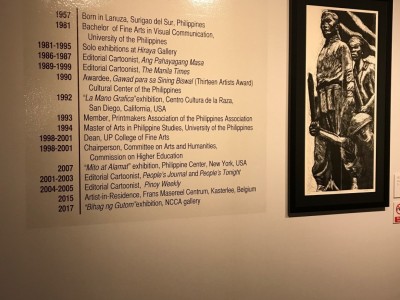 1957 Born in Lanuza, Surigao del Sur, Philippines
1981 Bachelor of Fine Arts in Visual Communication,
University of the Philippines
1981-1995 Solo exhibitions at Hiraya Gallery
1986-1987 Editorial Cartoonist, Ang Pahayagang Masa
1989-1999 Editorial Cartoonist, The Manila Times
1990 Awardee, Gawad para sa Sining Biswal (Thirteen Artists Award)
Cultural Center of the Philippines
1992 “La Mano Grafica” exhibition, Centro Cultura de la Raza,
San Diego, California, USA
1993 Member, Printmakers Association of the Philippines Association
1994 Master of Arts in Philippine Studies, University of the Philippines
1998-2001 Dean, UP College of Fine Arts
1998-2001 Chairperson, Committee on Arts and Humanities,
Commission on Higher Education
2007 “Mito at Alamat” exhibition, Philippine Center, New York, USA
2001-2003 Editorial Cartoonist, People's Journal and People's Tonight
2004-2005 Editorial Cartoonist, Pinoy Weekly
2015 Artist-in-Residence, Frans Masereel Centrum, Kasterlee, Belgium
2017 “Bihag ng Gutom” exhibition, NCCA gallery